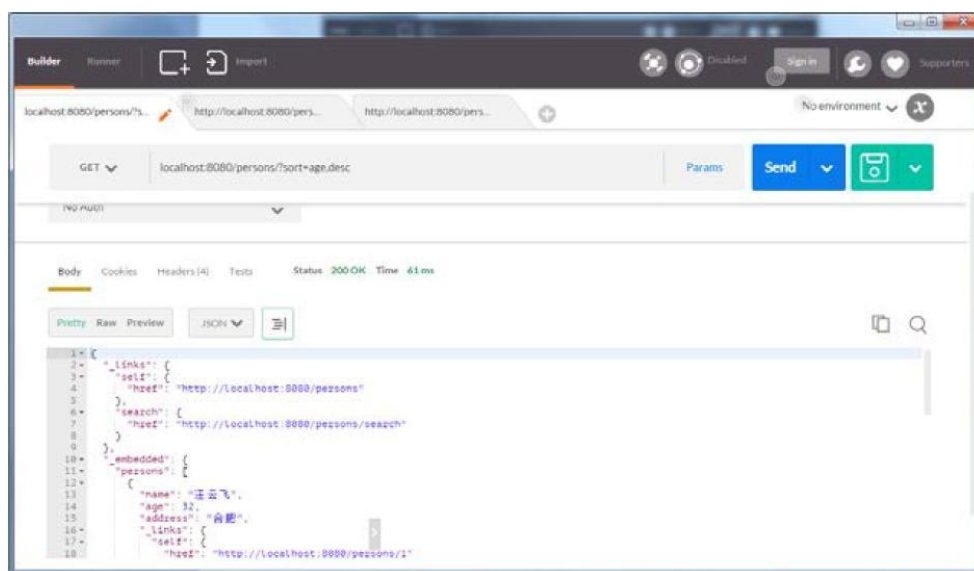 Builder Runner Import Disabled Sign in Supporters
localhost:8080/persons/?s... http://localhost:8080/pers... http://localhost:8080/pers... No environment
GET localhost:8080/persons/?sort=age,desc Params Send
No Auth
Body Cookies Headers (4) Tests Status 200 OK Time 61 ms
Pretty Raw Preview JSON
1 {
2 "_links": {
3 "self": {
4 "href": "http://localhost:8080/persons"
5 },
6 "search": {
7 "href": "http://localhost:8080/persons/search"
8 }
9 },
10 "_embedded": {
11 "persons": [
12 {
13 "name": "汪云飞",
14 "age": 32,
15 "address": "合肥",
16 "_links": {
17 "self": {
18 "href": "http://localhost:8080/persons/1"